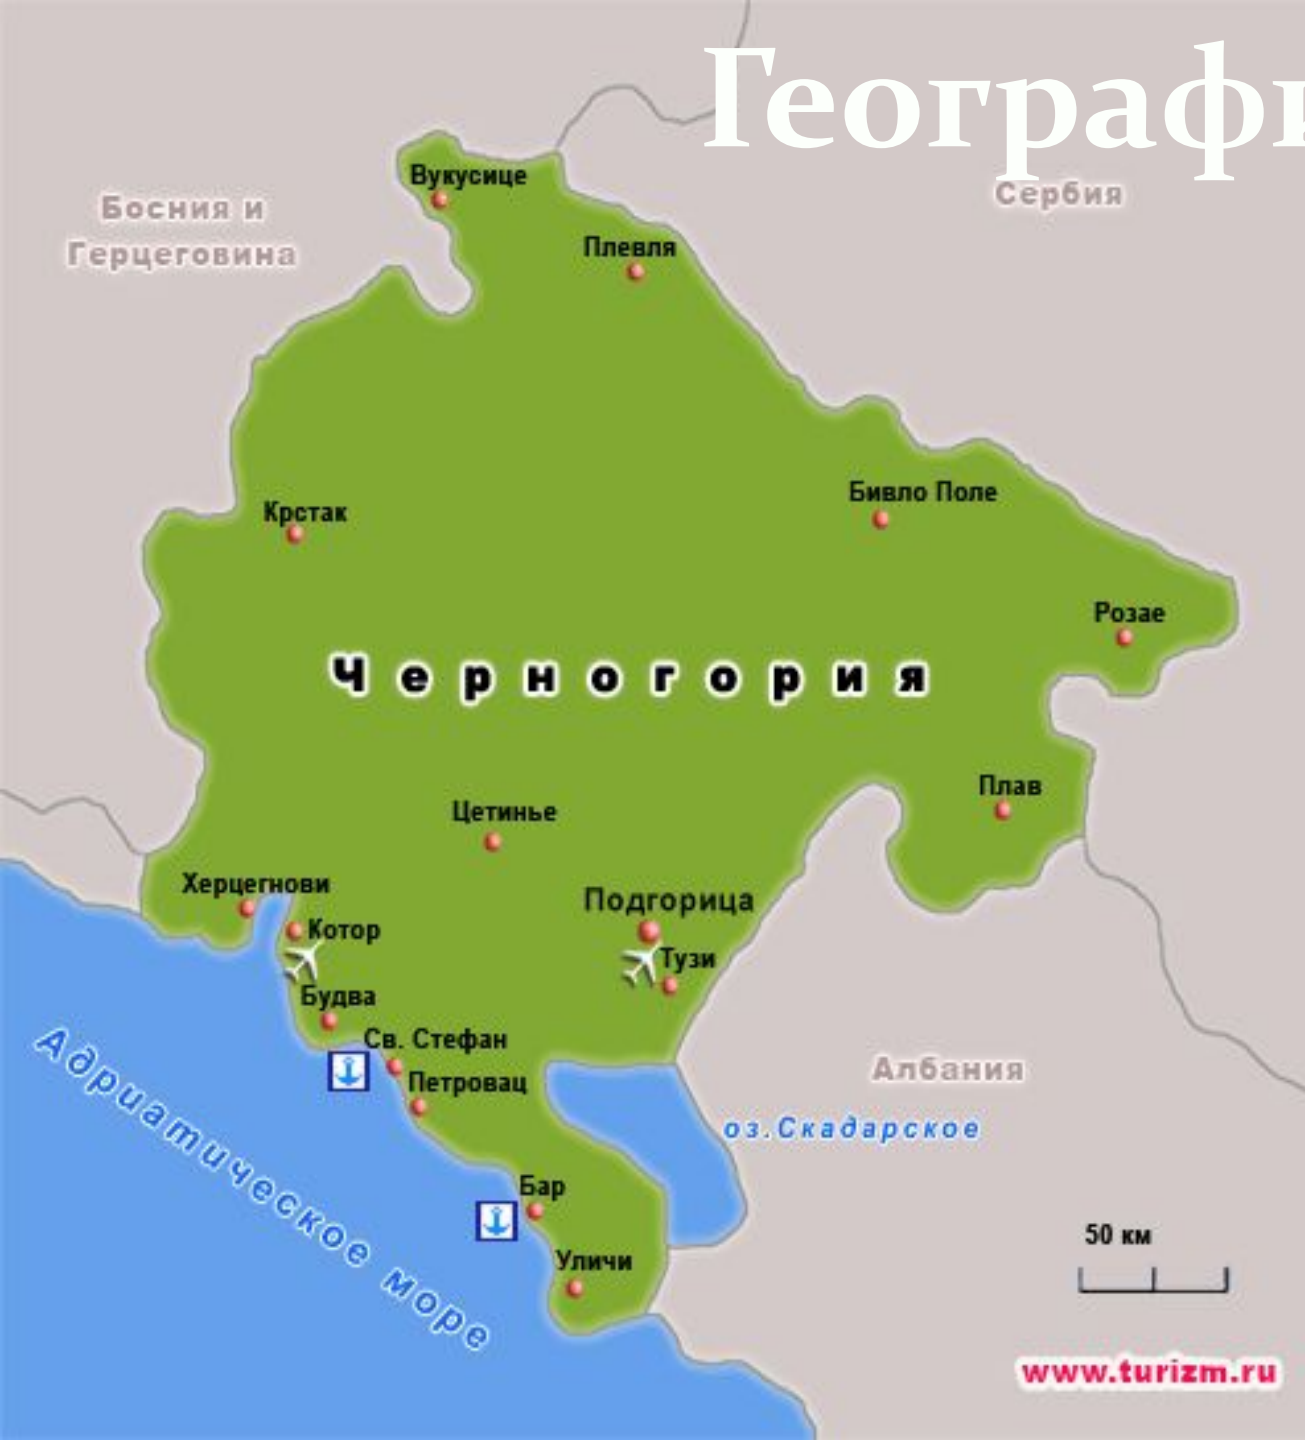 Географи
Вукусице
Босния и
Герцеговина
Сербия
Плевля
Бивло Поле
Крстак
Розае
Черногория
Плав
Цетинье
Херцегнови
Подгорица
Котор
Тузи
Будва
Св. Стефан
Адриатическое море
Албания
Петровац
оз.Скадарское
Бар
50 км
Уличи
www.turizm.ru